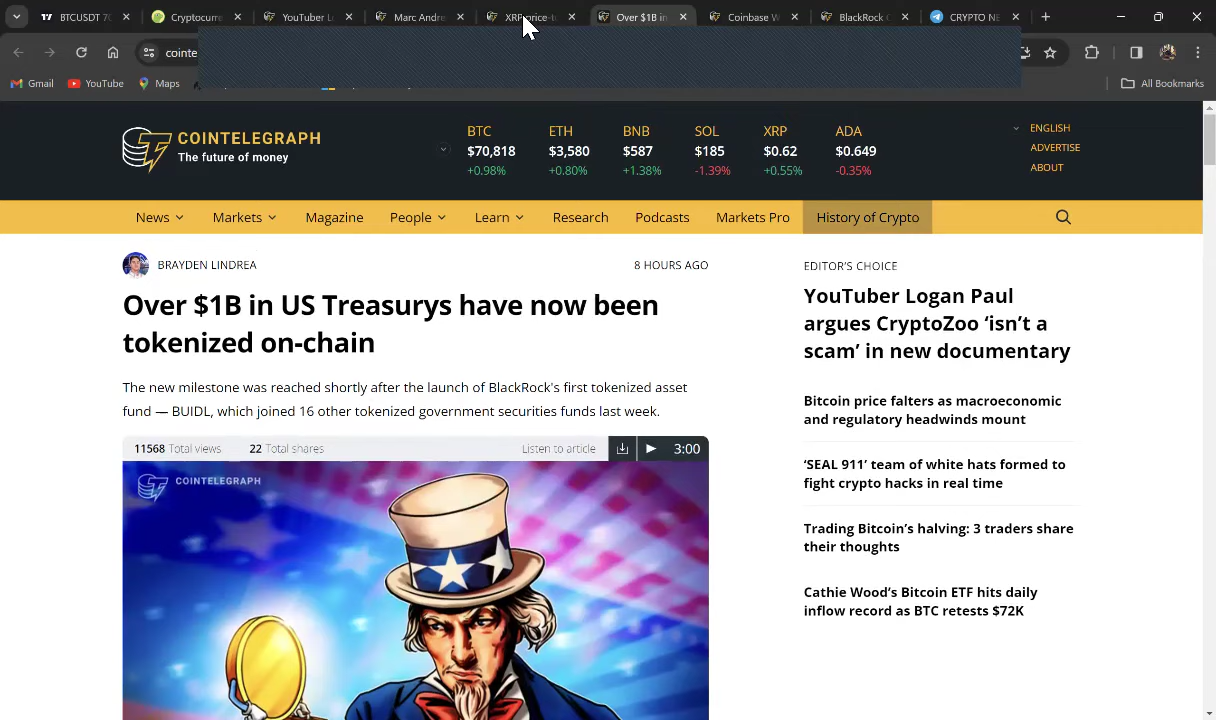 BTCUSDT 7
Cryptocurr
YouTuber L
Marc Andre
XRP price
Over $1B in
Coinbase W
BlackRock
CRYPTO NE
cointe
Gmail
YouTube
Maps
All Bookmarks
COINTELEGRAPH
The future of money
BTC ETH BNB SOL XRP ADA
$70,818 $3,580 $587 $185 $0.62 $0.649
+0.98% +0.80% +1.38% -1.39% +0.55% -0.35%
ENGLISH
ADVERTISE
ABOUT
News Markets Magazine People Learn Research Podcasts Markets Pro History of Crypto
BRAYDEN LINDREA
8 HOURS AGO
Over $1B in US Treasurys have now been
tokenized on-chain
The new milestone was reached shortly after the launch of BlackRock's first tokenized asset
fund — BUIDL, which joined 16 other tokenized government securities funds last week.
11568 Total views 22 Total shares Listen to article 3:00
COINTELEGRAPH
EDITOR'S CHOICE
YouTuber Logan Paul
argues CryptoZoo ‘isn’t a
scam’ in new documentary
Bitcoin price falters as macroeconomic
and regulatory headwinds mount
‘SEAL 911’ team of white hats formed to
fight crypto hacks in real time
Trading Bitcoin’s halving: 3 traders share
their thoughts
Cathie Wood’s Bitcoin ETF hits daily
inflow record as BTC retests $72K